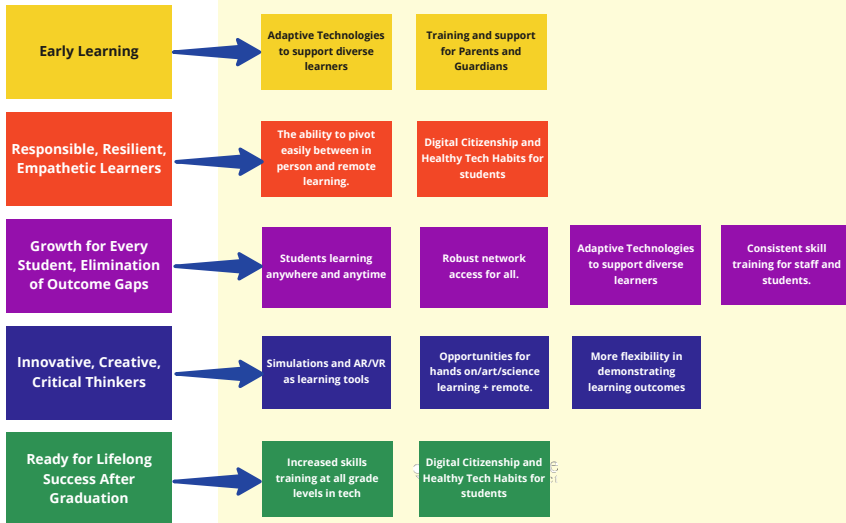 Early Learning
Adaptive Technologies
to support diverse
learners
Training and support
for Parents and
Guardians
Responsible, Resilient,
Empathetic Learners
The ability to pivot
easily between in
person and remote
learning.
Digital Citizenship and
Healthy Tech Habits for
students
Growth for Every
Student, Elimination
of Outcome Gaps
Students learning
anywhere and anytime
Robust network
access for all.
Adaptive Technologies
to support diverse
learners
Consistent skill
training for staff and
students.
Innovative, Creative,
Critical Thinkers
Simulations and AR/VR
as learning tools
Opportunities for
hands on/art/science
learning + remote.
More flexibility in
demonstrating
learning outcomes
Ready for Lifelong
Success After
Graduation
Increased skills
training at all grade
levels in tech
Digital Citizenship and
Healthy Tech Habits for
students